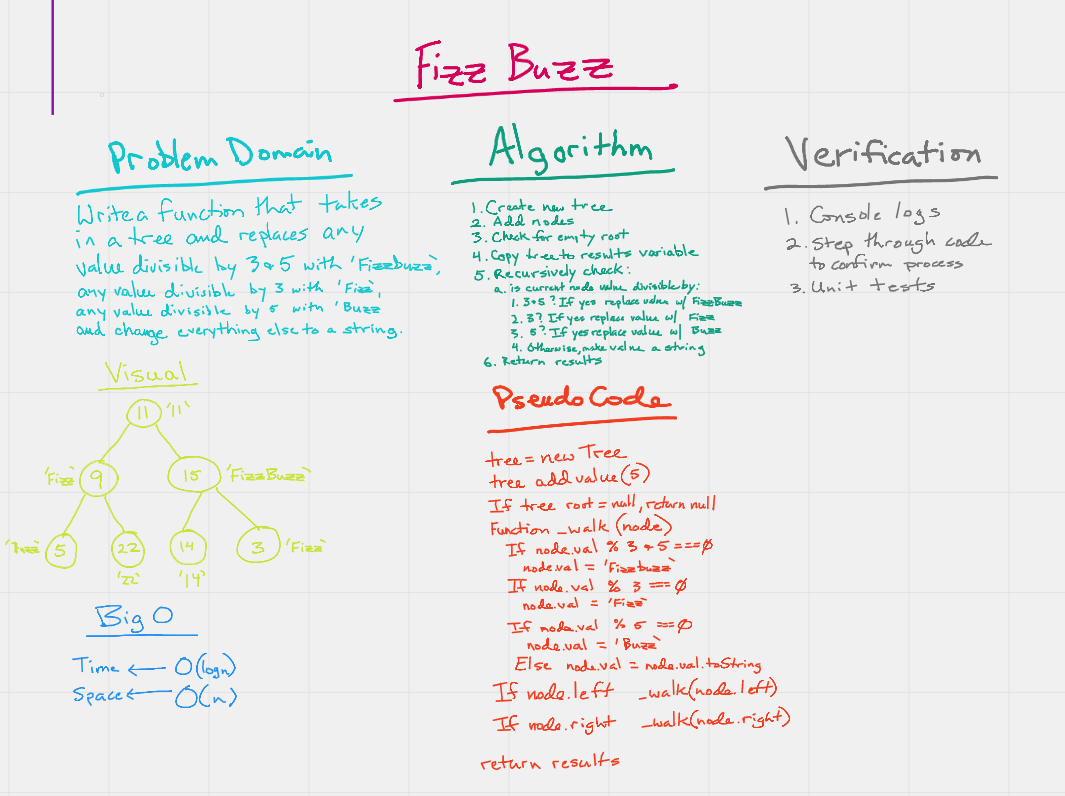 Fizz Buzz
Problem Domain
Write a function that takes
in a tree and replaces any
value divisible by 3 & 5 with 'Fizzbuzz',
any value divisible by 3 with 'Fizz',
any value divisible by 5 with 'Buzz
and change everything else to a string.
Visual
11 '11'
'Fizz' 9
15 'FizzBuzz'
5
22
14
3 'Fizz'
'22'
'14'
Big O
Time ← O(logn)
Space ← O(n)
Algorithm
1. Create new tree
2. Add nodes
3. Check for empty root
4. Copy tree to results variable
5. Recursively check:
a. is current node value divisible by:
1. 3 & 5? If yes replace value w/ FizzBuzz
2. 3? If yes replace value w/ Fizz
3. 5? If yes replace value w/ Buzz
4. Otherwise, make value a string
6. Return results
Pseudo Code
tree = new Tree
tree add value(5)
If tree root = null, return null
Function _walk (node)
If node.val % 3 & 5 === 0
node.val = 'Fizzbuzz'
If node.val % 3 === 0
node.val = 'Fizz'
If node.val % 5 === 0
node.val = 'Buzz'
Else node.val = node.val.toString
If node.left _walk(node.left)
If node.right _walk(node.right)
return results
Verification
1. Console logs
2. Step through code
to confirm process
3. Unit tests